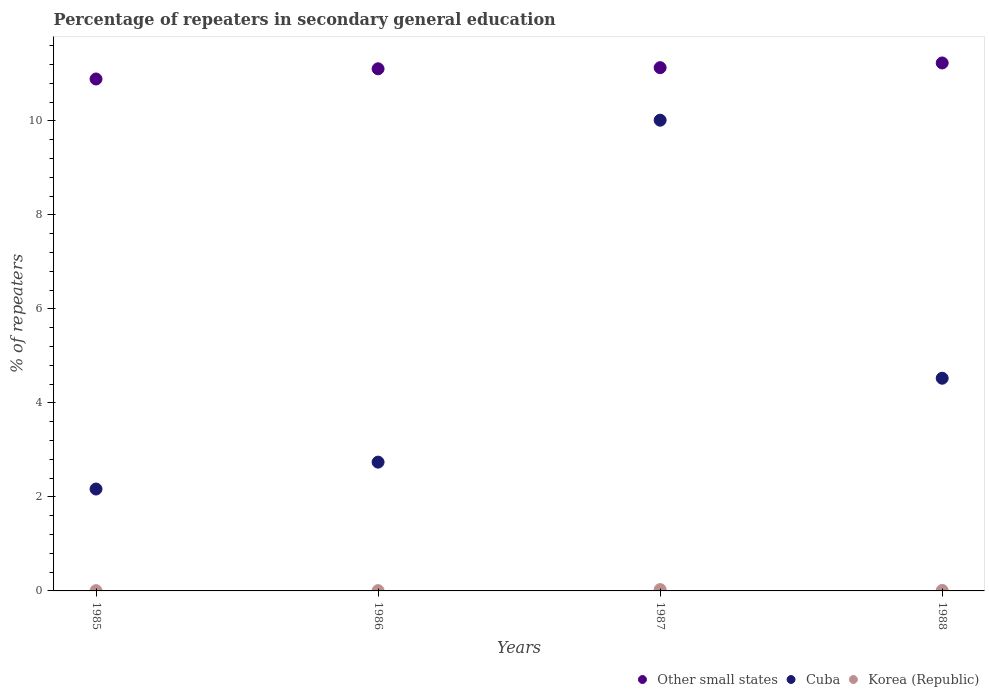 Percentage of repeaters in secondary general education
% of repeaters
10
8
6
4
2
0
1985
1986
1987
1988
Years
Other small states
Cuba
Korea (Republic)